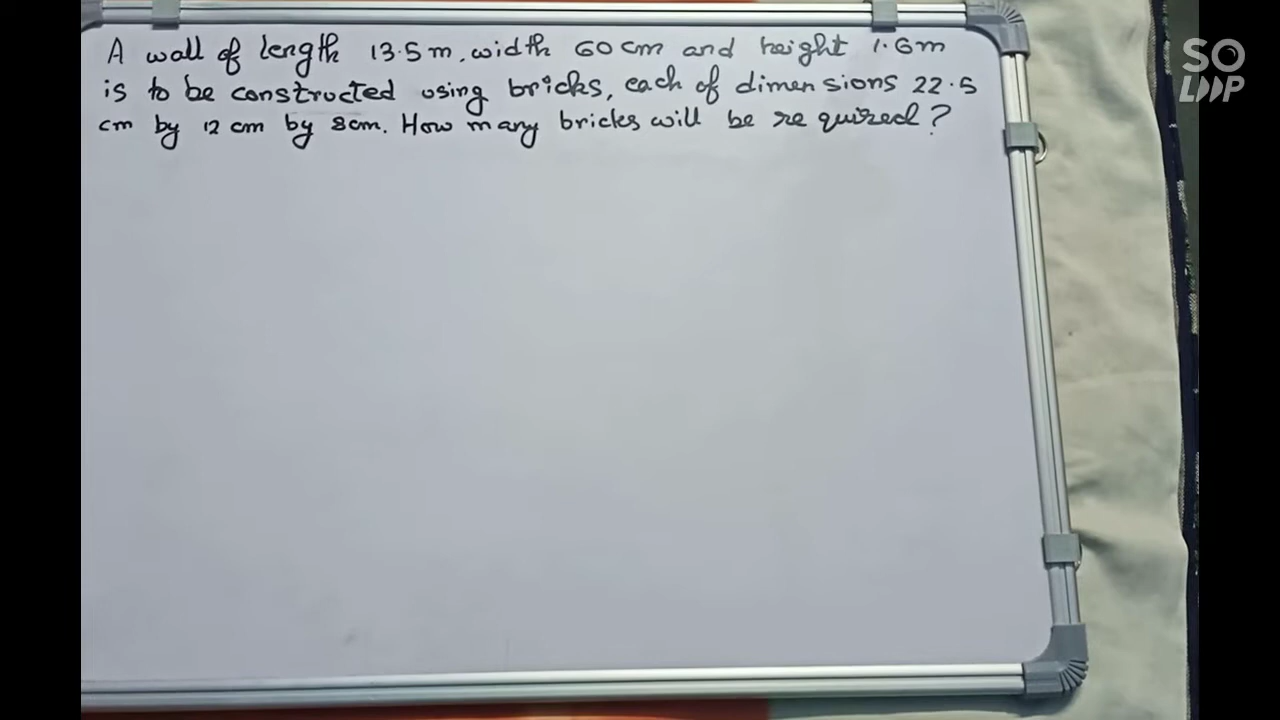 A wall of length 13.5 m, width 60 cm and height 1.6 m
is to be constructed using bricks, each of dimensions 22.5
cm by 12 cm by 8 cm. How many bricks will be required?
SO
LOOP